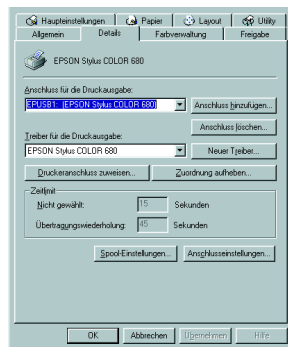 Haupteinstellungen Papier Layout Utility
Allgemein Details Farbverwaltung Freigabe
EPSON Stylus COLOR 680
Anschluss für die Druckausgabe:
EPUSB1: (EPSON Stylus COLOR 680) Anschluss hinzufügen...
Anschluss löschen...
Treiber für die Druckausgabe:
EPSON Stylus COLOR 680 Neuer Treiber...
Druckeranschluss zuweisen... Zuordnung aufheben...
Zeitlimit
Nicht gewählt: 15 Sekunden
Übertragungswiederholung: 45 Sekunden
Spool-Einstellungen... Anschlusseinstellungen...
OK Abbrechen Übernehmen Hilfe